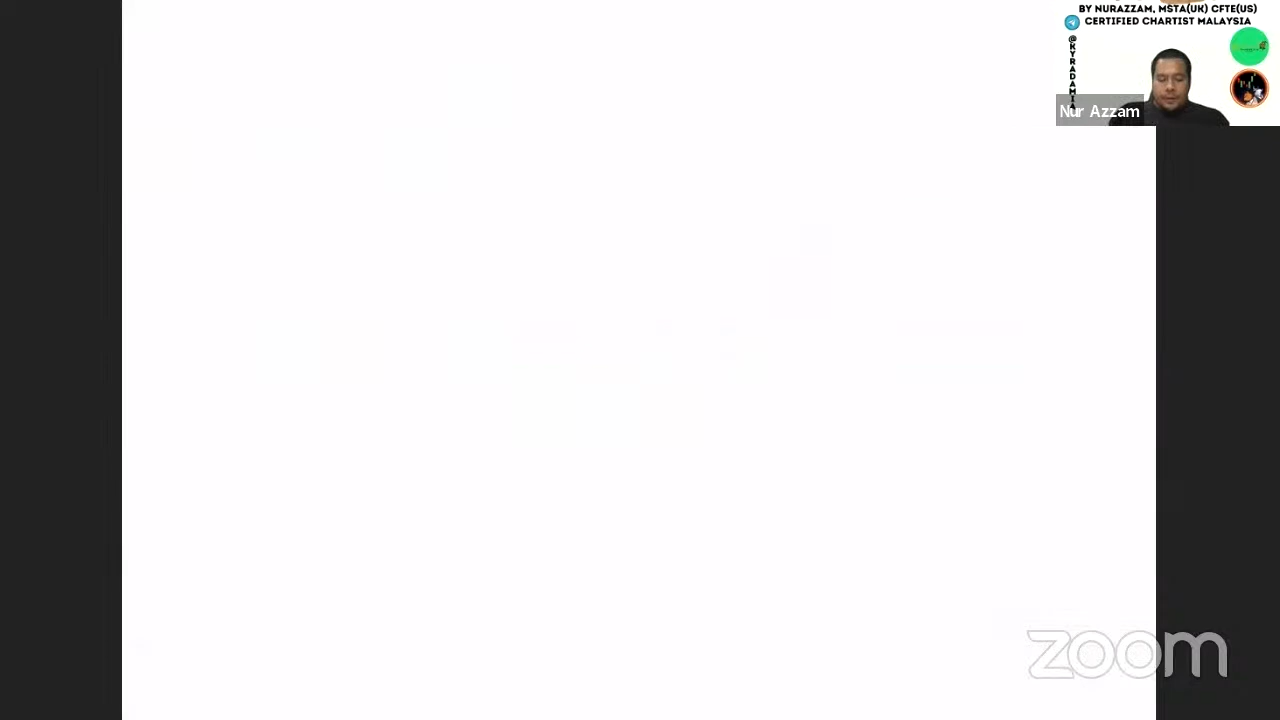 BY NURAZZAM, MSTA(UK) CFTE(US)
CERTIFIED CHARTIST MALAYSIA
Nur Azzam
zoom